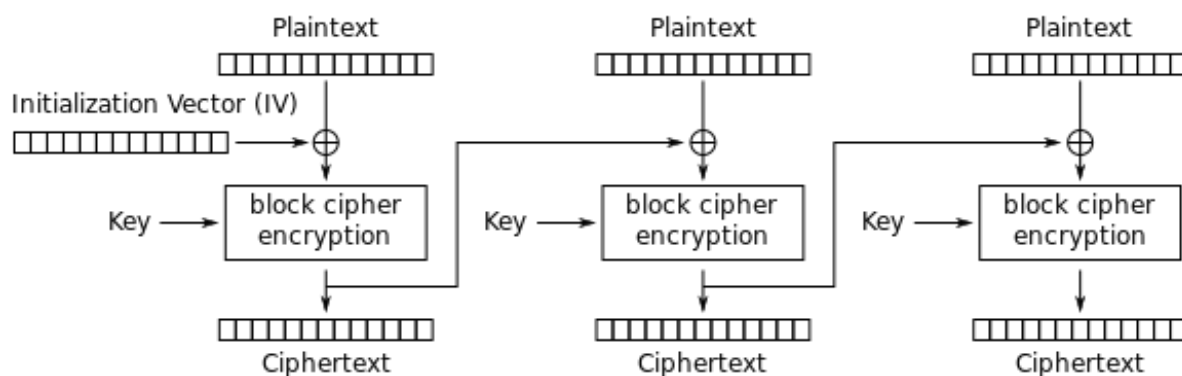 Plaintext
Plaintext
Plaintext
Initialization Vector (IV)
Key
block cipher
encryption
Key
block cipher
encryption
Key
block cipher
encryption
Ciphertext
Ciphertext
Ciphertext